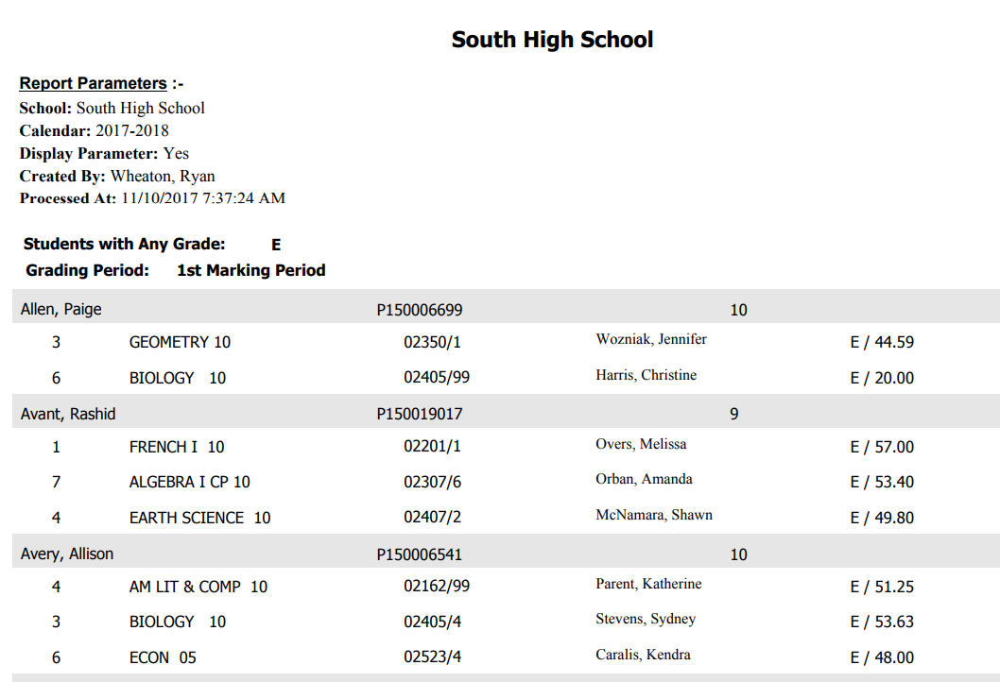 South High School
Report Parameters :-
School: South High School
Calendar: 2017-2018
Display Parameter: Yes
Created By: Wheaton, Ryan
Processed At: 11/10/2017 7:37:24 AM
Students with Any Grade: E
Grading Period: 1st Marking Period
Allen, Paige P150006699 10
3 GEOMETRY 10 02350/1 Wozniak, Jennifer E / 44.59
6 BIOLOGY 10 02405/99 Harris, Christine E / 20.00
Avant, Rashid P150019017 9
1 FRENCH I 10 02201/1 Overs, Melissa E / 57.00
7 ALGEBRA I CP 10 02307/6 Orban, Amanda E / 53.40
4 EARTH SCIENCE 10 02407/2 McNamara, Shawn E / 49.80
Avery, Allison P150006541 10
4 AM LIT & COMP 10 02162/99 Parent, Katherine E / 51.25
3 BIOLOGY 10 02405/4 Stevens, Sydney E / 53.63
6 ECON 05 02523/4 Caralis, Kendra E / 48.00